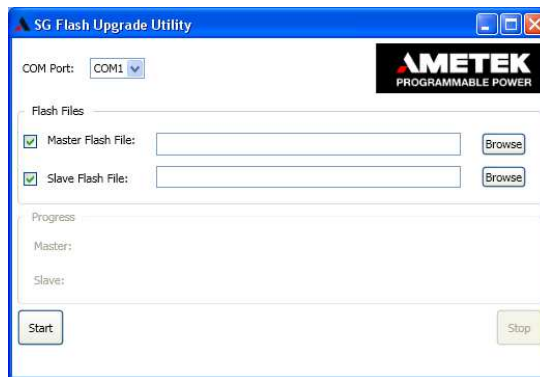 SG Flash Upgrade Utility
COM Port: COM1
AMETEK
PROGRAMMABLE POWER
Flash Files
Master Flash File: Browse
Slave Flash File: Browse
Progress
Master:
Slave:
Start Stop